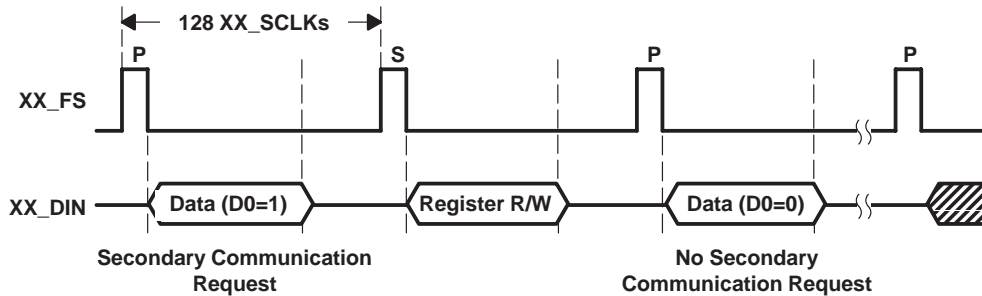 128 XX_SCLKs
P
S
P
P
XX_FS
XX_DIN
Data (D0=1)
Register R/W
Data (D0=0)
Secondary Communication
Request
No Secondary
Communication Request